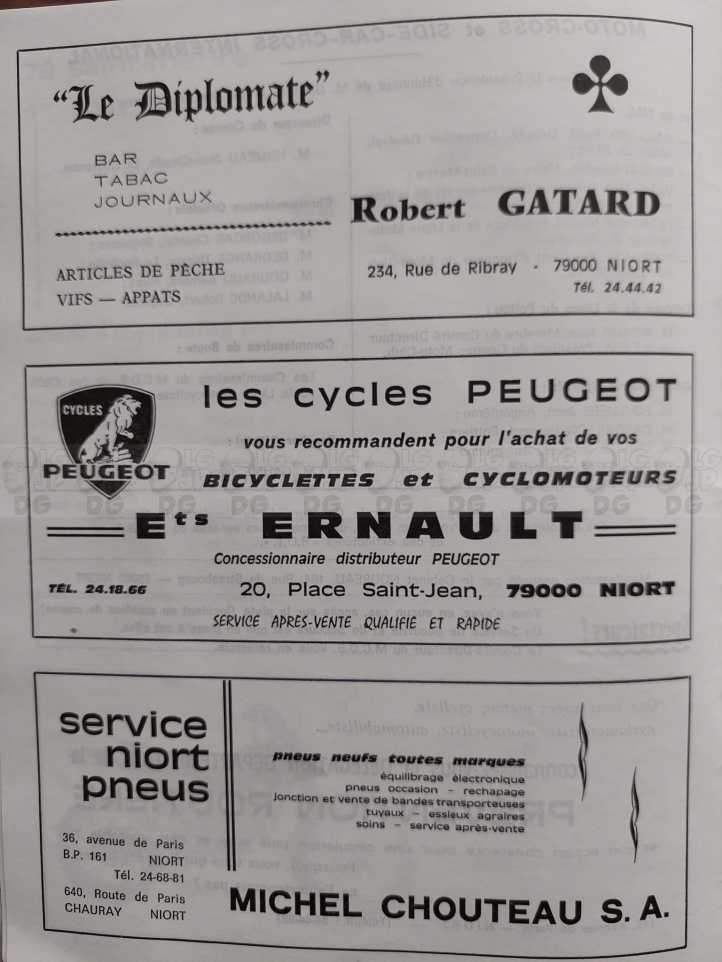 "Le Diplomate"
BAR
TABAC
JOURNAUX
Robert GATARD
ARTICLES DE PÊCHE
VIFS — APPATS
234, Rue de Ribray - 79000 NIORT
Tél. 24.44.42
CYCLES
PEUGEOT
les cycles PEUGEOT
vous recommandent pour l'achat de vos
BICYCLETTES et CYCLOMOTEURS
Ets ERNAULT
Concessionnaire distributeur PEUGEOT
TÉL. 24.18.66 20, Place Saint-Jean, 79000 NIORT
SERVICE APRÈS-VENTE QUALIFIÉ ET RAPIDE
service
niort
pneus
36, avenue de Paris
B.P. 161 NIORT
Tél. 24-68-81
640, Route de Paris
CHAURAY NIORT
pneus neufs toutes marques
équilibrage électronique
pneus occasion - rechapage
jonction et vente de bandes transporteuses
tuyaux - essieux agraires
soins - service après-vente
MICHEL CHOUTEAU S. A.